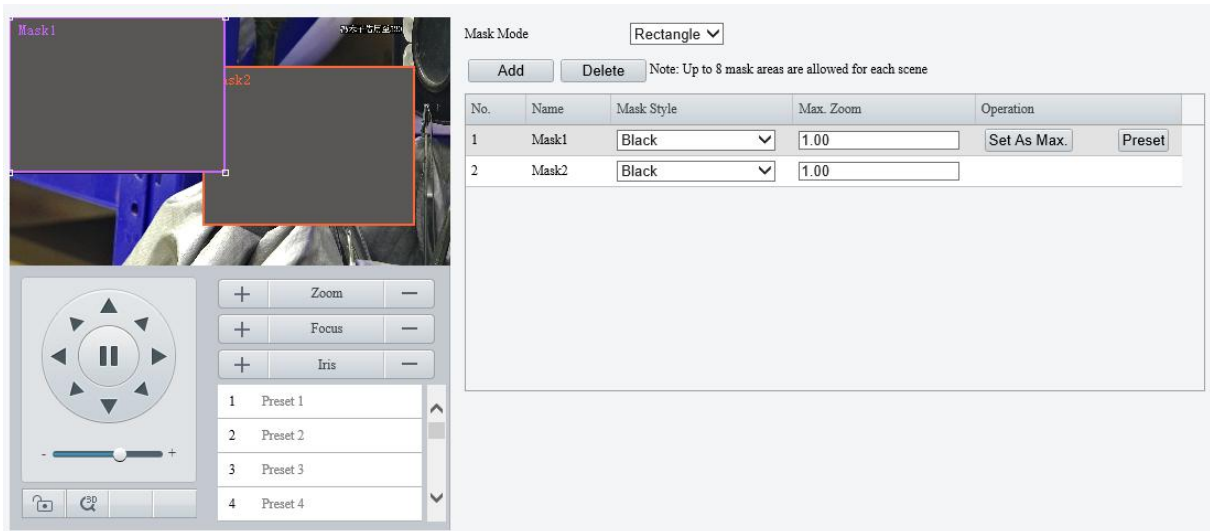 Mask1
Mask Mode
Rectangle
Add
Delete
Note: Up to 8 mask areas are allowed for each scene
No. Name Mask Style Max. Zoom Operation
1 Mask1 Black 1.00 Set As Max. Preset
2 Mask2 Black 1.00
+ Zoom —
+ Focus —
+ Iris —
1 Preset 1
2 Preset 2
3 Preset 3
4 Preset 4
- +
3D